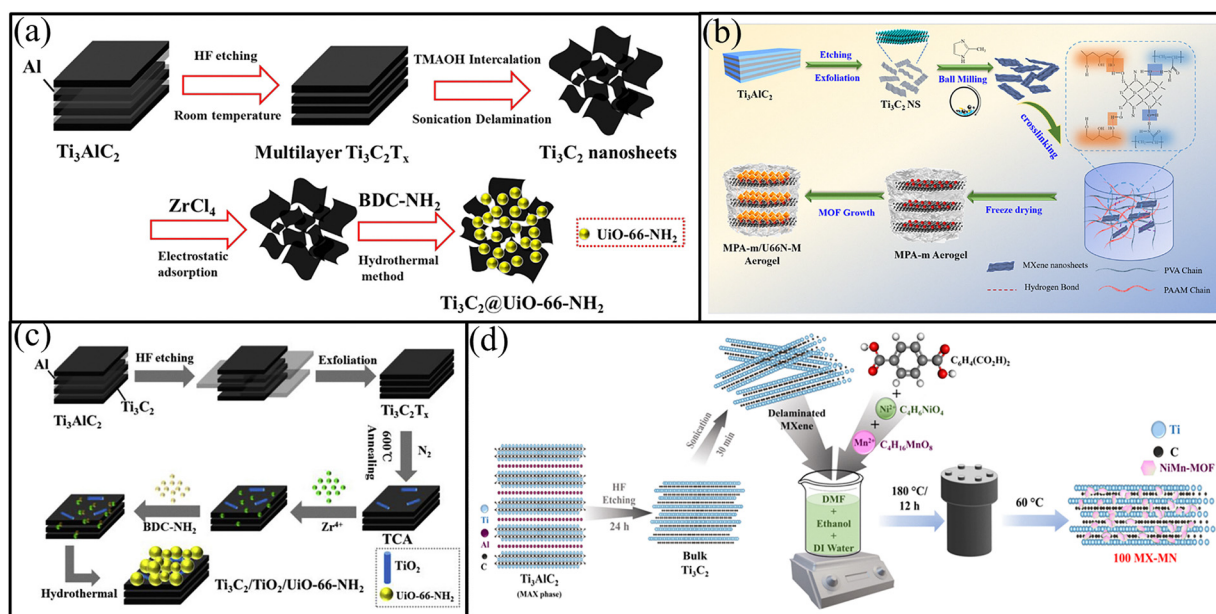 (a)
Al
HF etching
Room temperature
TMAOH Intercalation
Sonication Delamination
Ti₃AlC₂
Multilayer Ti₃C₂Tₓ
Ti₃C₂ nanosheets
ZrCl₄
Electrostatic
adsorption
BDC-NH₂
Hydrothermal
method
UiO-66-NH₂
Ti₃C₂@UiO-66-NH₂
(b)
Etching
Exfoliation
Ball Milling
Ti₃AlC₂
Ti₃C₂ NS
crosslinking
MOF Growth
Freeze drying
MPA-m/U66N-M
Aerogel
MPA-m Aerogel
MXene nanosheets
PVA Chain
Hydrogen Bond
PAAM Chain
(c)
Al
HF etching
Exfoliation
Ti₃C₂
Ti₃AlC₂
Ti₃C₂Tₓ
600℃
Annealing
N₂
BDC-NH₂
Zr⁴⁺
TCA
Hydrothermal
Ti₃C₂/TiO₂/UiO-66-NH₂
TiO₂
UiO-66-NH₂
(d)
Sonication
30 min
Delaminated
MXene
C₆H₄(CO₂H)₂
+
Ni²⁺ C₄H₆NiO₄
+
Mn²⁺ C₄H₁₆MnO₈
Ti
Al
C
Ti₃AlC₂
(MAX phase)
HF
Etching
24 h
Bulk
Ti₃C₂
DMF
+
Ethanol
+
DI Water
180 °C/
12 h
60 °C
Ti
C
NiMn-MOF
100 MX-MN